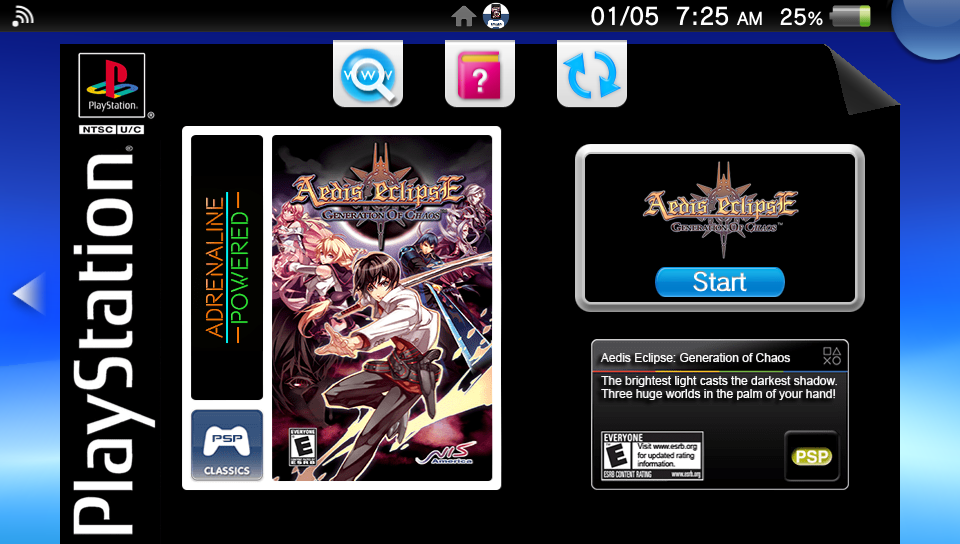 01/05 7:25 AM 25%
PlayStation®
NTSC U/C
PlayStation®
www
?
ADRENALINE
POWERED
PSP
CLASSICS
Aedis eclipsE
GENERATION OF CHAOS
EVERYONE
E
ESRB
NIS
America
Aedis eclipsE
GENERATION OF CHAOS™
Start
Aedis Eclipse: Generation of Chaos
The brightest light casts the darkest shadow.
Three huge worlds in the palm of your hand!
EVERYONE
E
Visit www.esrb.org
for updated rating
information.
ESRB CONTENT RATING www.esrb.org
PSP